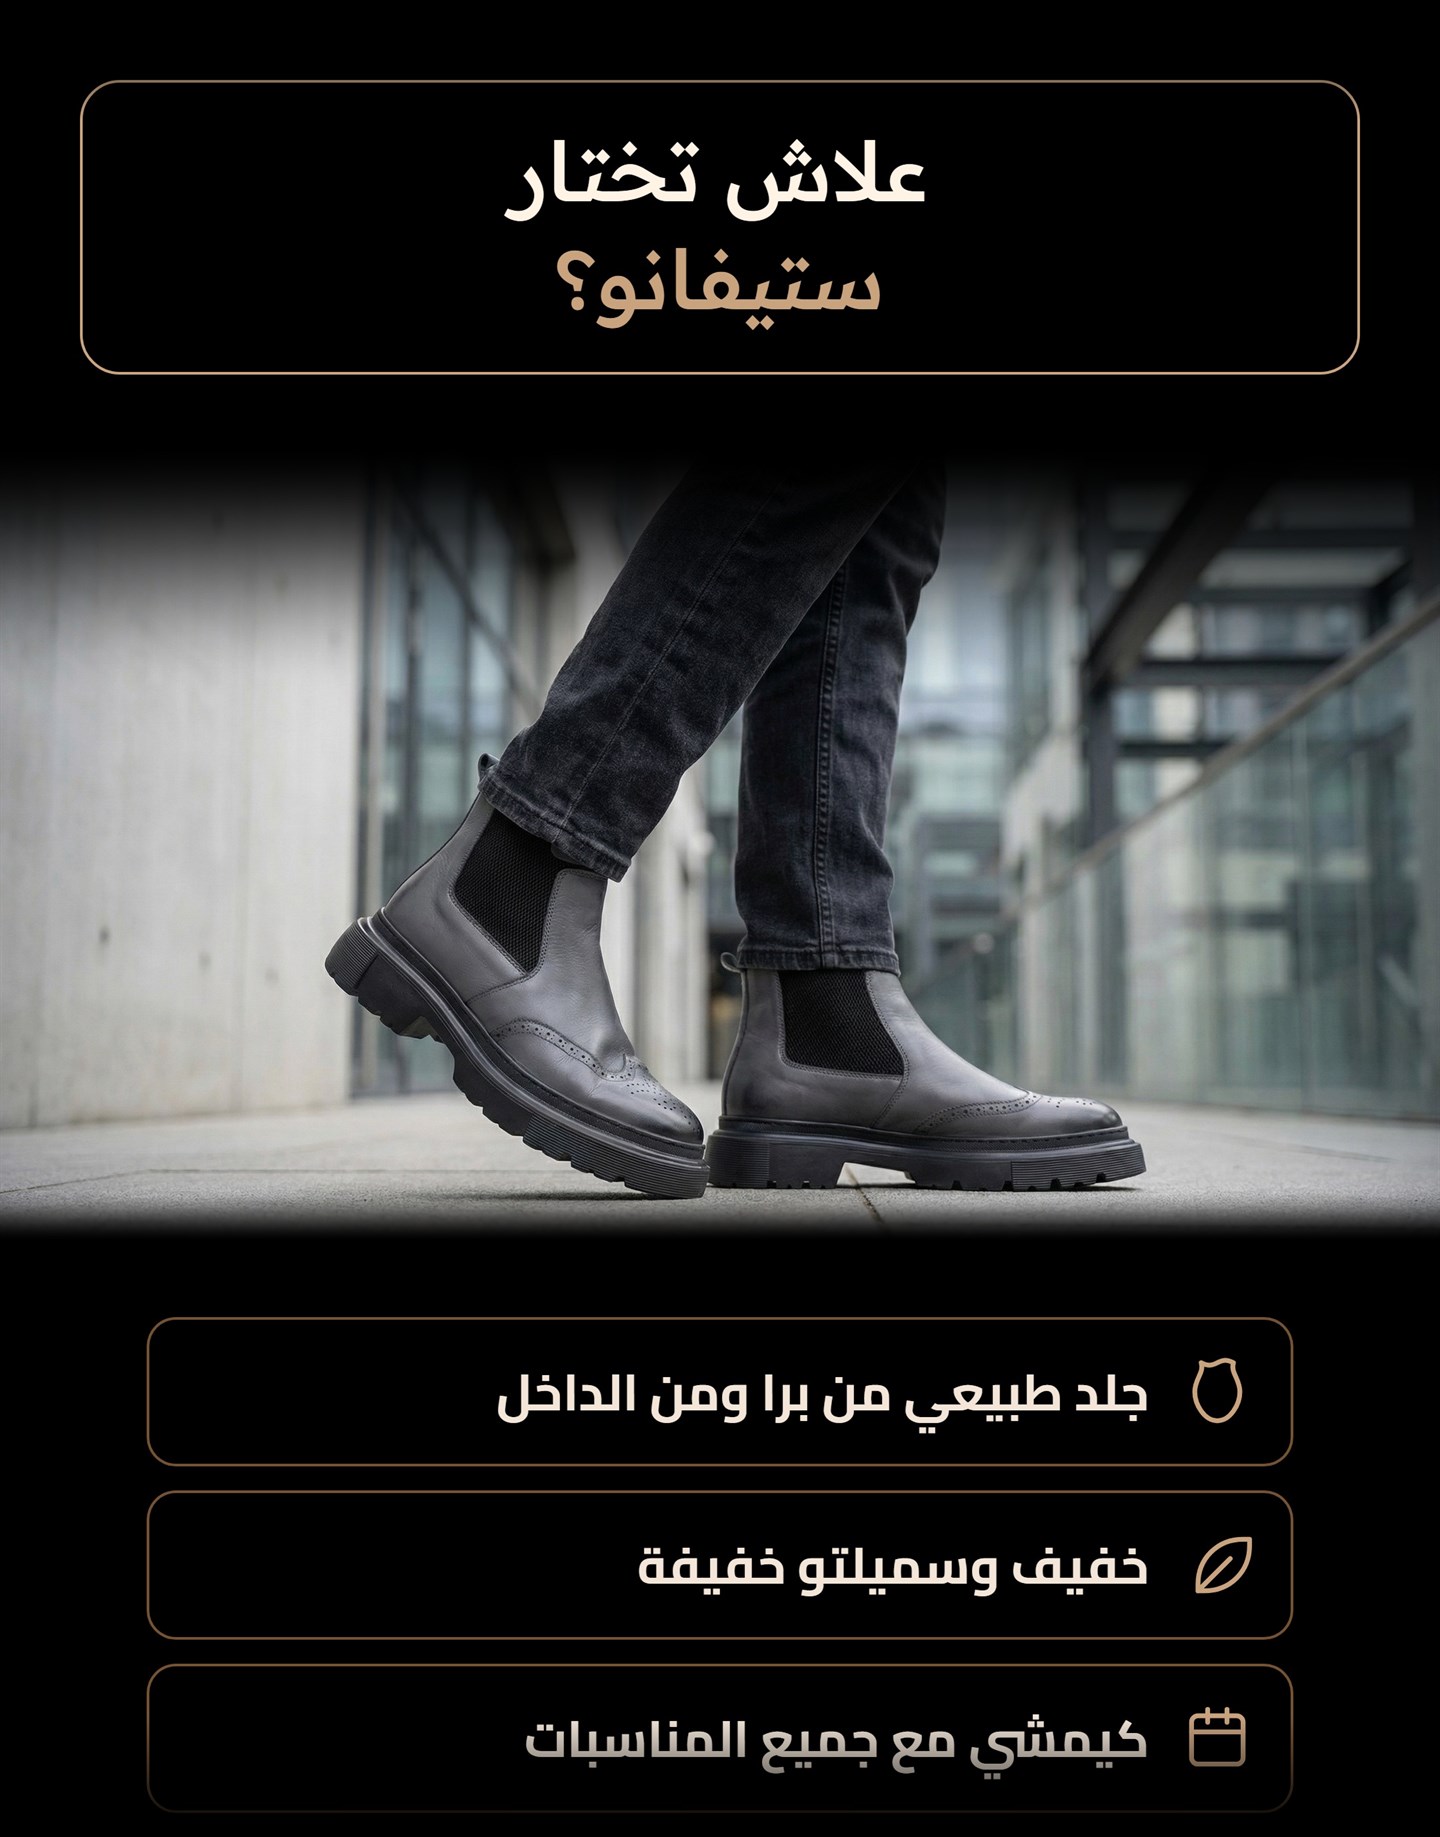 علاش تختار
ستيفانو؟
جلد طبيعي من برا ومن الداخل
خفيف وسميلتو خفيفة
كيمشي مع جميع المناسبات